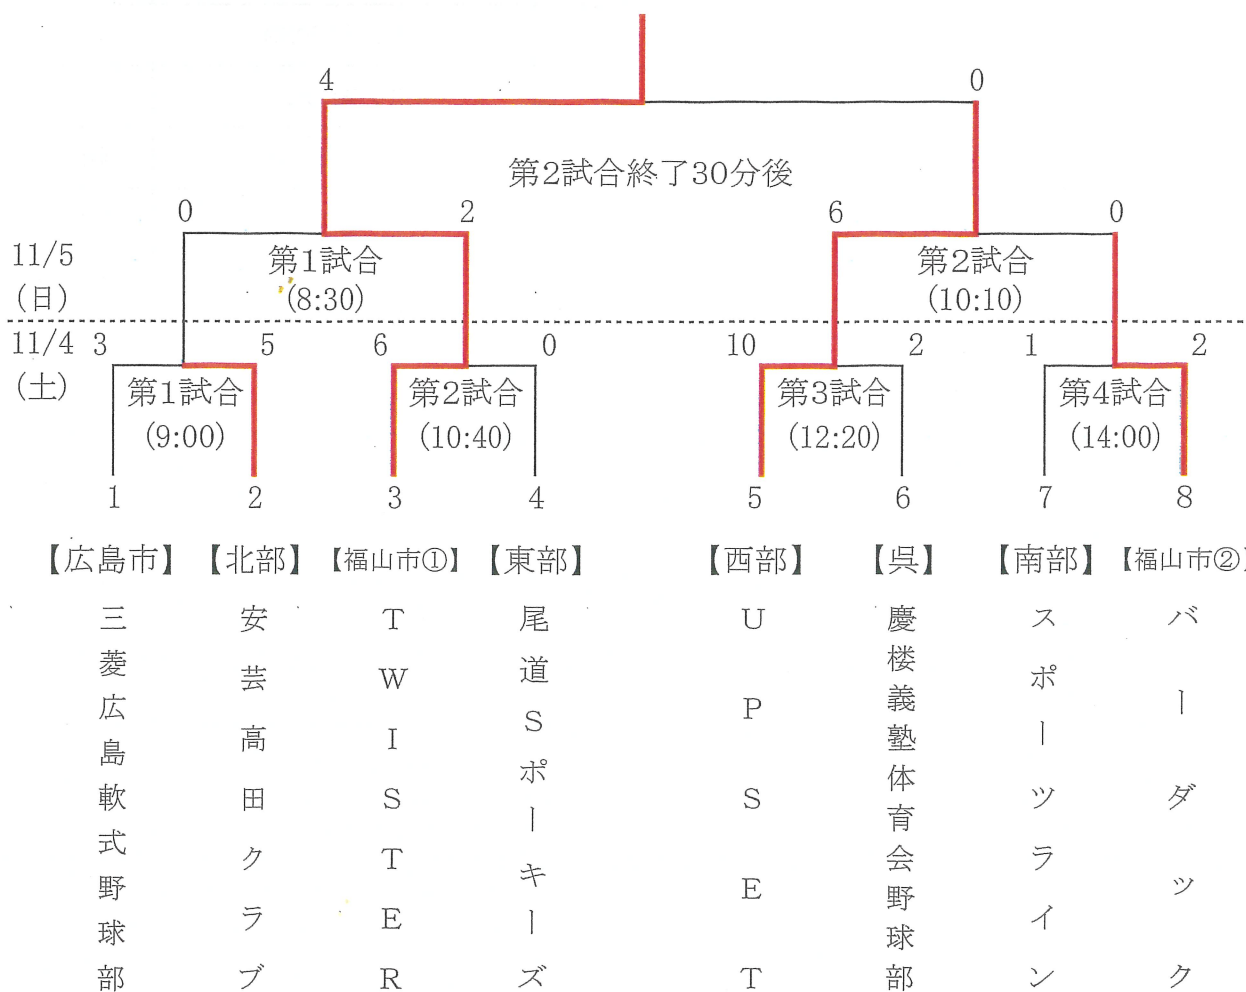 4 0
第2試合終了30分後
0 2 6 0
11/5
(日)
第1試合
(8:30)
第2試合
(10:10)
11/4
(土)
3 5 6 0 10 2 1 2
第1試合
(9:00)
第2試合
(10:40)
第3試合
(12:20)
第4試合
(14:00)
1 2 3 4 5 6 7 8
【広島市】 【北部】 【福山市①】 【東部】 【西部】 【呉】 【南部】 【福山市②】
三菱広島軟式野球部
安芸高田クラブ
TWISTER
尾道Sポーキーズ
UPSET
慶楼義塾体育会野球部
スポーツライン
バーダック